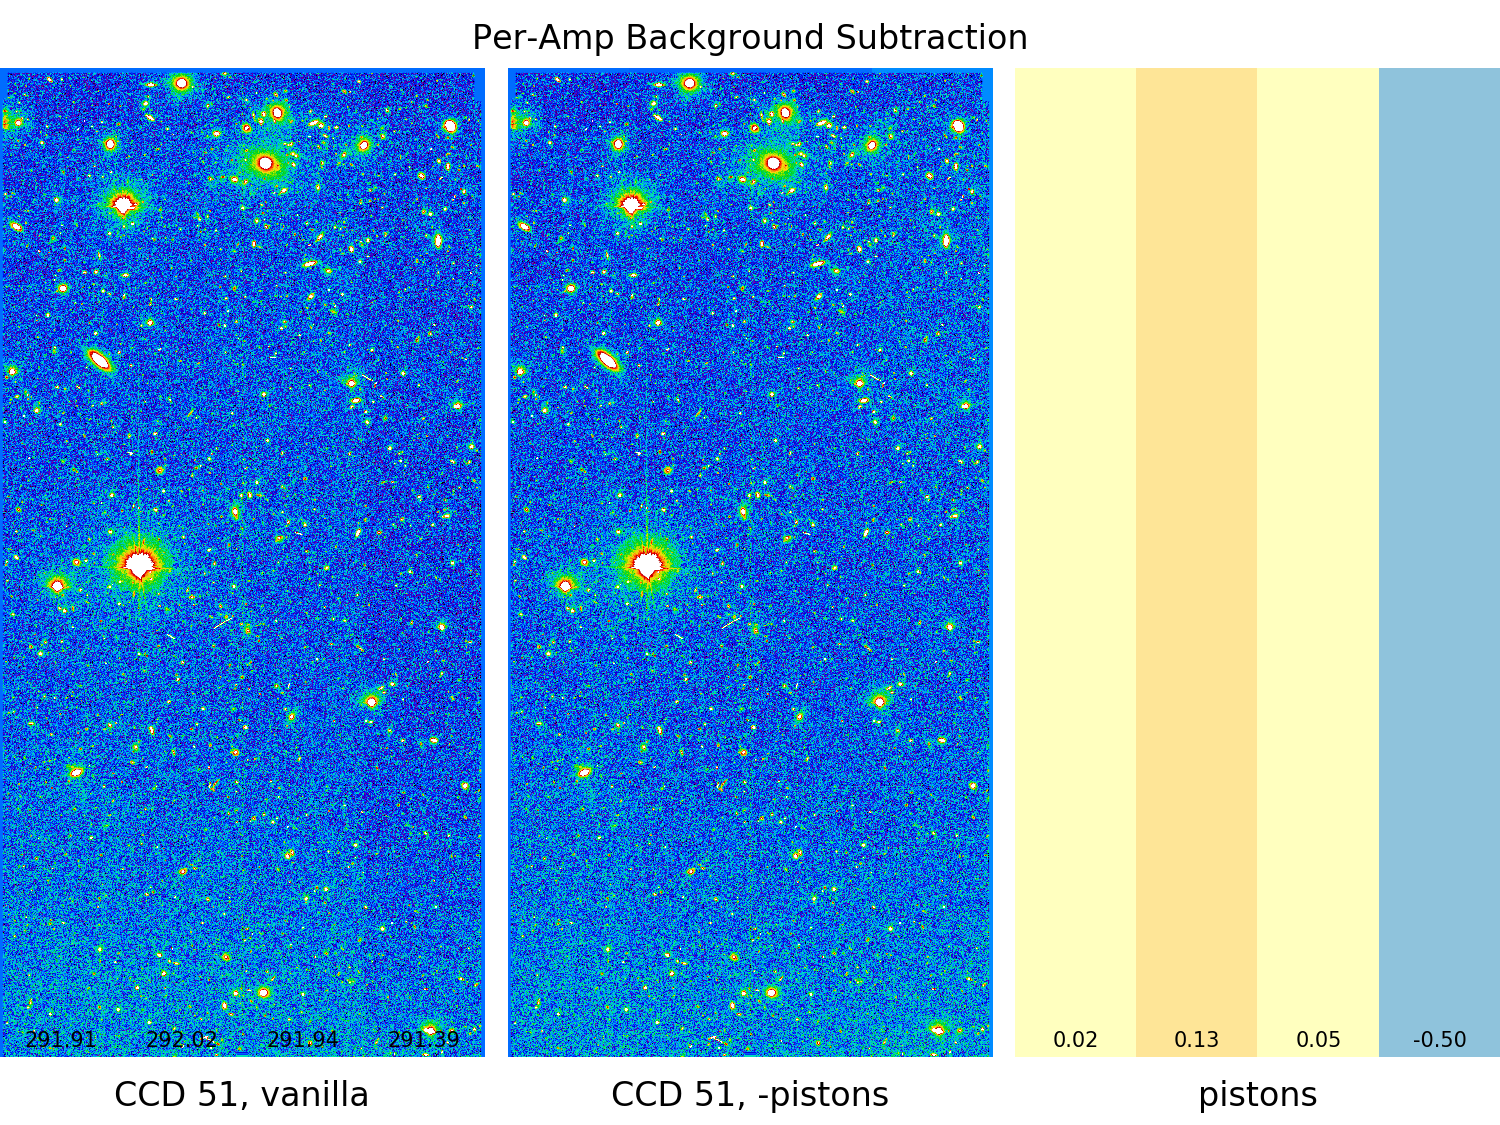 Per-Amp Background Subtraction
291.91 292.02 291.94 291.39
0.02 0.13 0.05 -0.50
CCD 51, vanilla
CCD 51, -pistons
pistons